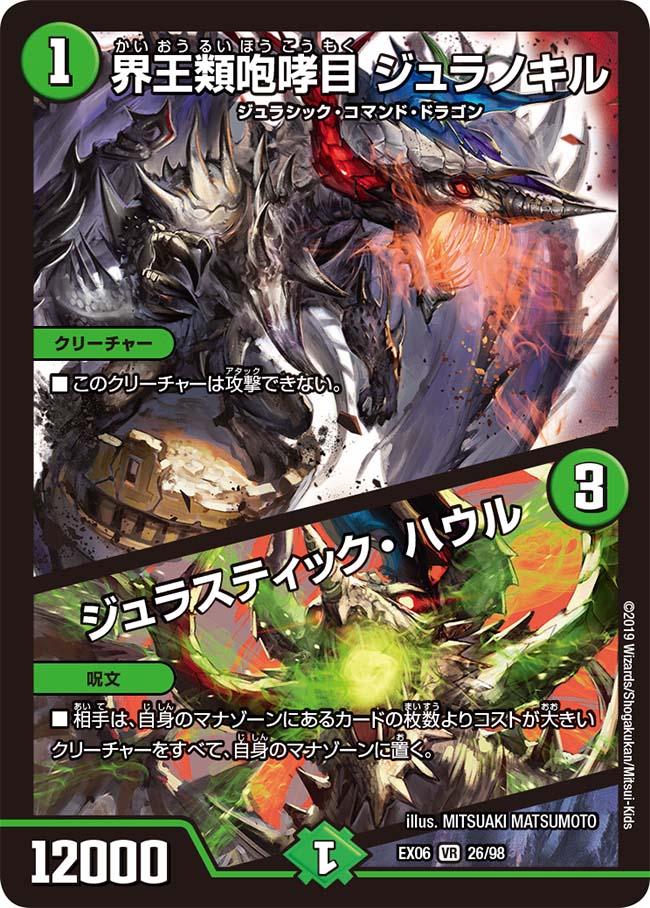 1
かいおうるいほうこうもく
界王類咆哮目 ジュラノキル
ジュラシック・コマンド・ドラゴン
クリーチャー
アタック
■このクリーチャーは攻撃できない。
3
ジュラスティック・ハウル
呪文
あいて じしん まいすう おお
■相手は、自身のマナゾーンにあるカードの枚数よりコストが大きい
じしん お
クリーチャーをすべて、自身のマナゾーンに置く。
©2019 Wizards/Shogakukan/Mitsui-Kids
illus. MITSUAKI MATSUMOTO
12000
1
EX06 VR 26/98